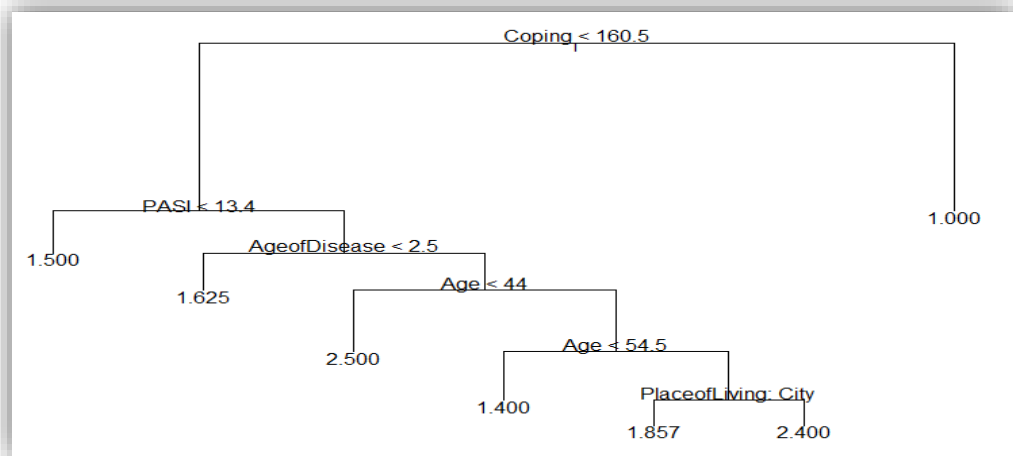 Coping < 160.5
PASI < 13.4
1.000
AgeofDisease < 2.5
1.500
Age < 44
1.625
Age < 54.5
2.500
PlaceofLiving: City
1.400
1.857 2.400